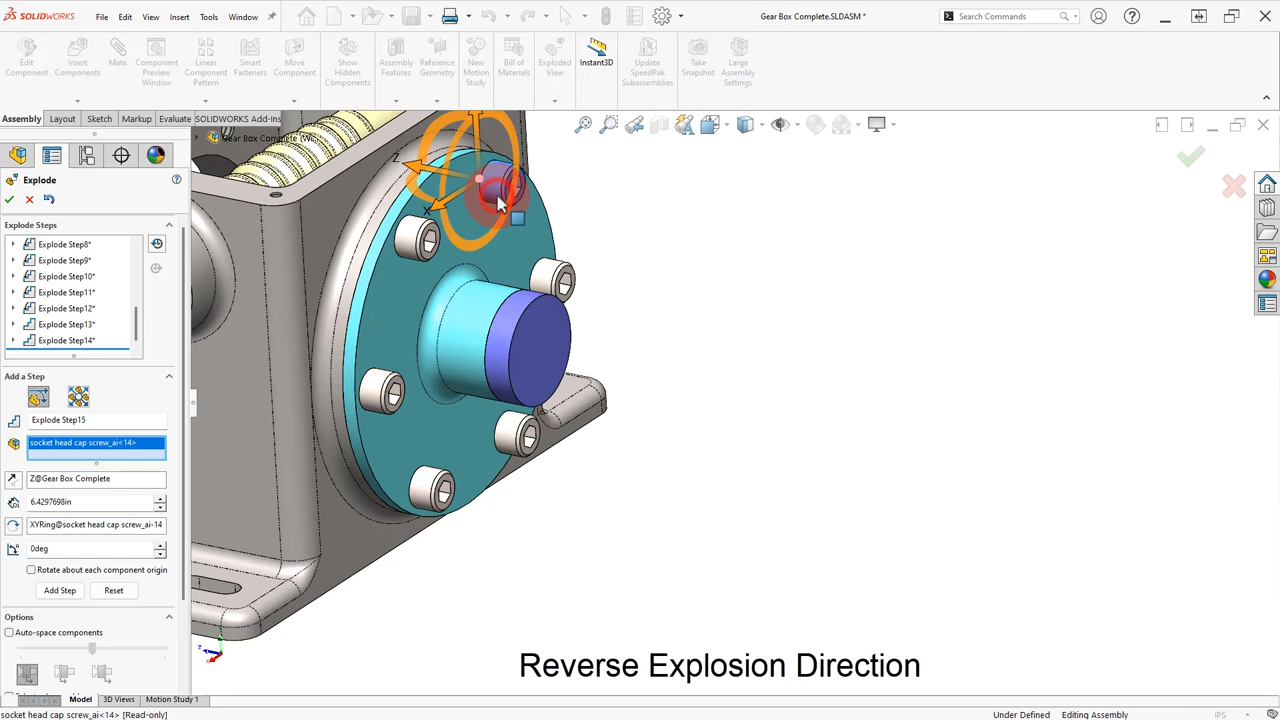 SOLIDWORKS File Edit View Insert Tools Window Gear Box Complete.SLDASM * Search Commands
Edit Component
Insert Components
Mate
Component Preview Window
Linear Component Pattern
Smart Fasteners
Move Component
Show Hidden Components
Assembly Features
Reference Geometry
New Motion Study
Bill of Materials
Exploded View
Instant3D
Update SpeedPak Subassemblies
Take Snapshot
Large Assembly Settings
Assembly Layout Sketch Markup Evaluate SOLIDWORKS Add-Ins
Gear Box Complete (W
Explode
Explode Steps
Explode Step8*
Explode Step9*
Explode Step10*
Explode Step11*
Explode Step12*
Explode Step13*
Explode Step14*
Add a Step
Explode Step15
socket head cap screw_ai<14>
Z@Gear Box Complete
6.4297698in
XYRing@socket head cap screw_ai-14
0deg
Rotate about each component origin
Add Step Reset
Options
Auto-space components
Z
X
z
x
Reverse Explosion Direction
Model 3D Views Motion Study 1
socket head cap screw_ai<14> [Read-only] Under Defined Editing Assembly IPS